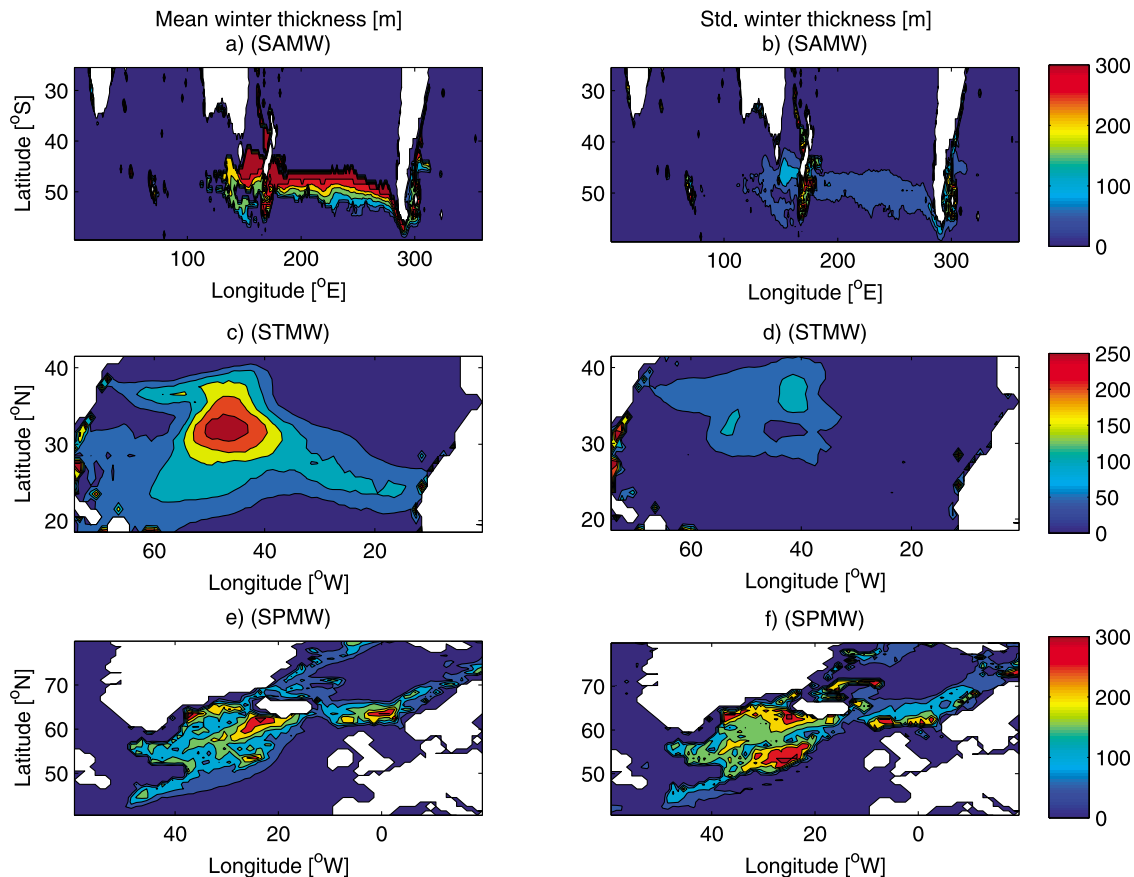 Mean winter thickness [m]
Std. winter thickness [m]
a) (SAMW)
b) (SAMW)
30
40
50
Latitude [°S]
100
200
300
Longitude [°E]
30
40
50
100
200
300
Longitude [°E]
300
200
100
0
c) (STMW)
d) (STMW)
40
30
20
Latitude [°N]
60
40
20
Longitude [°W]
40
30
20
60
40
20
Longitude [°W]
250
200
150
100
50
0
e) (SPMW)
f) (SPMW)
70
60
50
Latitude [°N]
40
20
0
Longitude [°W]
70
60
50
40
20
0
Longitude [°W]
300
200
100
0